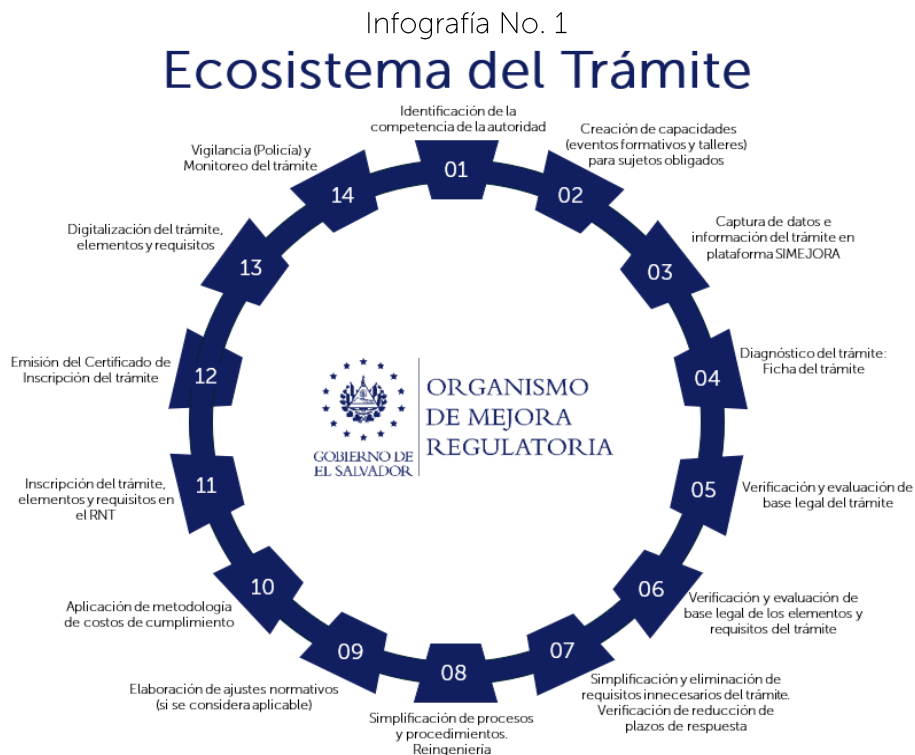 Infografía No. 1
Ecosistema del Trámite
01
Identificación de la
competencia de la autoridad
02
Creación de capacidades
(eventos formativos y talleres)
para sujetos obligados
03
Captura de datos e
información del trámite en
plataforma SIMEJORA
04
Diagnóstico del trámite:
Ficha del trámite
05
Verificación y evaluación de
base legal del trámite
06
Verificación y evaluación de
base legal de los elementos y
requisitos del trámite
07
Simplificación y eliminación de
requisitos innecesarios del trámite.
Verificación de reducción de
plazos de respuesta
08
Simplificación de procesos
y procedimientos.
Reingeniería
09
Elaboración de ajustes normativos
(si se considera aplicable)
10
Aplicación de metodología
de costos de cumplimiento
11
Inscripción del trámite,
elementos y requisitos en
el RNT
12
Emisión del Certificado de
Inscripción del trámite
13
Digitalización del trámite,
elementos y requisitos
14
Vigilancia (Policía) y
Monitoreo del trámite
GOBIERNO DE
EL SALVADOR
ORGANISMO
DE MEJORA
REGULATORIA